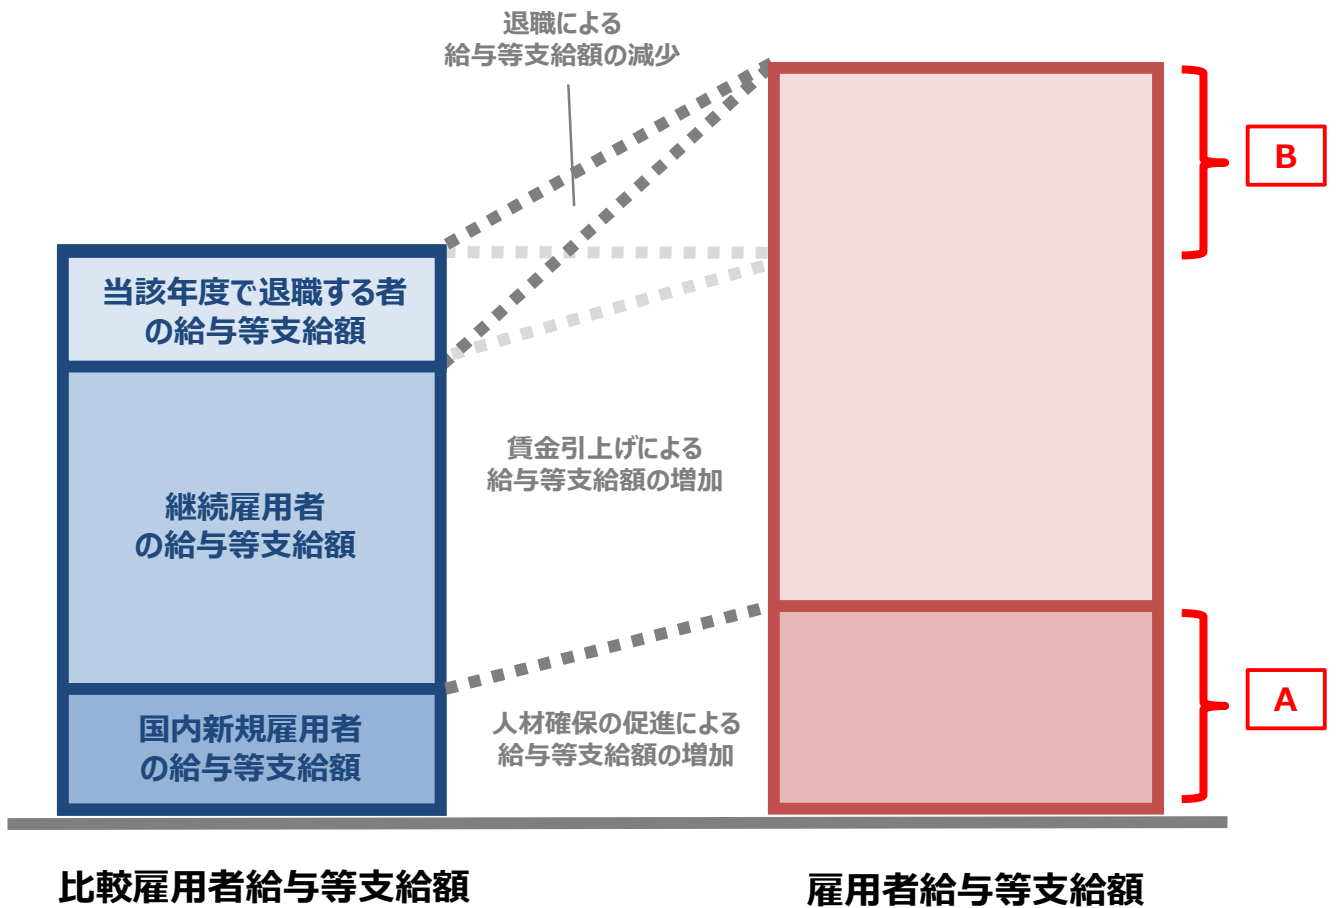 退職による
給与等支給額の減少
B
当該年度で退職する者
の給与等支給額
賃金引上げによる
給与等支給額の増加
継続雇用者
の給与等支給額
A
人材確保の促進による
給与等支給額の増加
国内新規雇用者
の給与等支給額
比較雇用者給与等支給額
雇用者給与等支給額